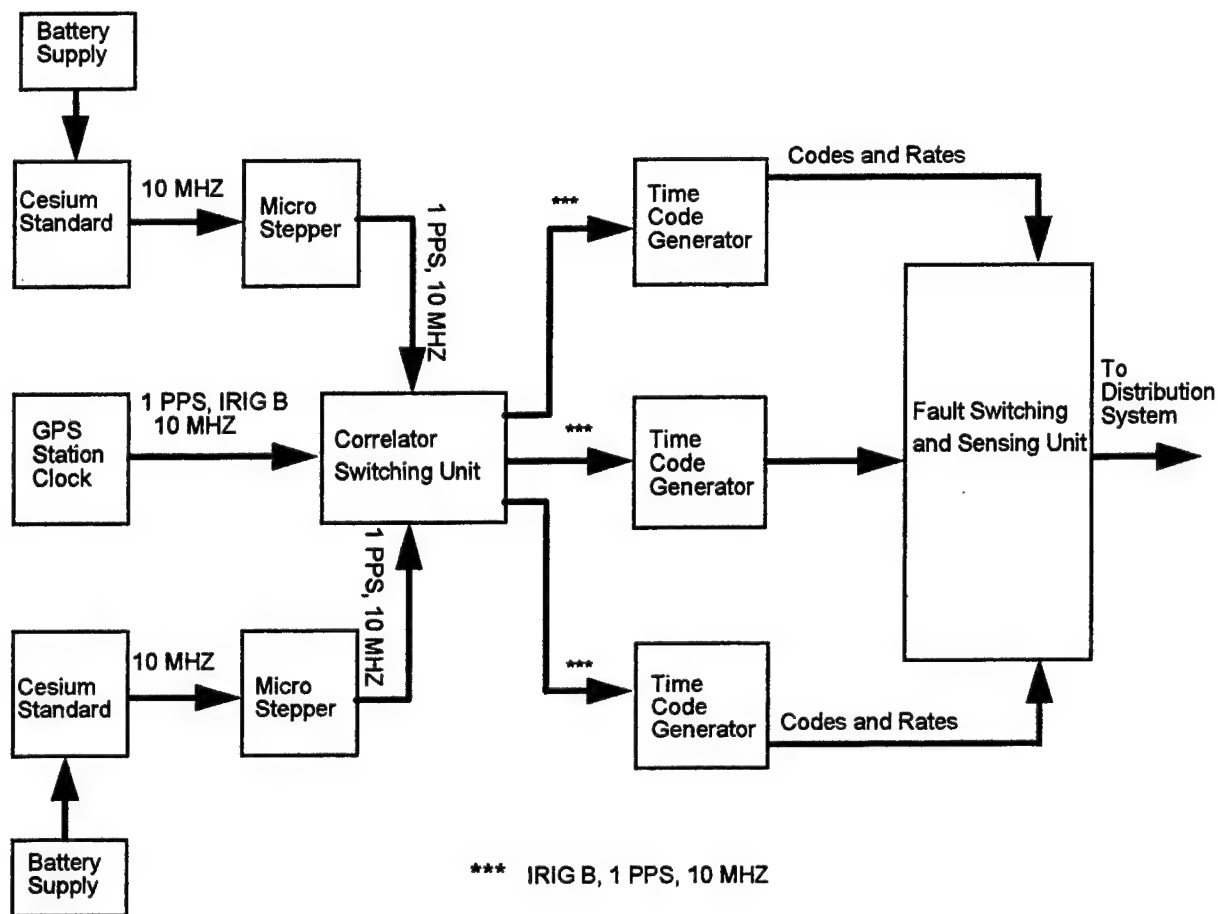 Battery
Supply
Cesium
Standard
10 MHZ
Micro
Stepper
1 PPS, 10 MHZ
***
Time
Code
Generator
Codes and Rates
GPS
Station
Clock
1 PPS, IRIG B
10 MHZ
Correlator
Switching Unit
***
Time
Code
Generator
Fault Switching
and Sensing Unit
To
Distribution
System
Cesium
Standard
10 MHZ
Micro
Stepper
1 PPS, 10 MHZ
***
Time
Code
Generator
Codes and Rates
Battery
Supply
*** IRIG B, 1 PPS, 10 MHZ